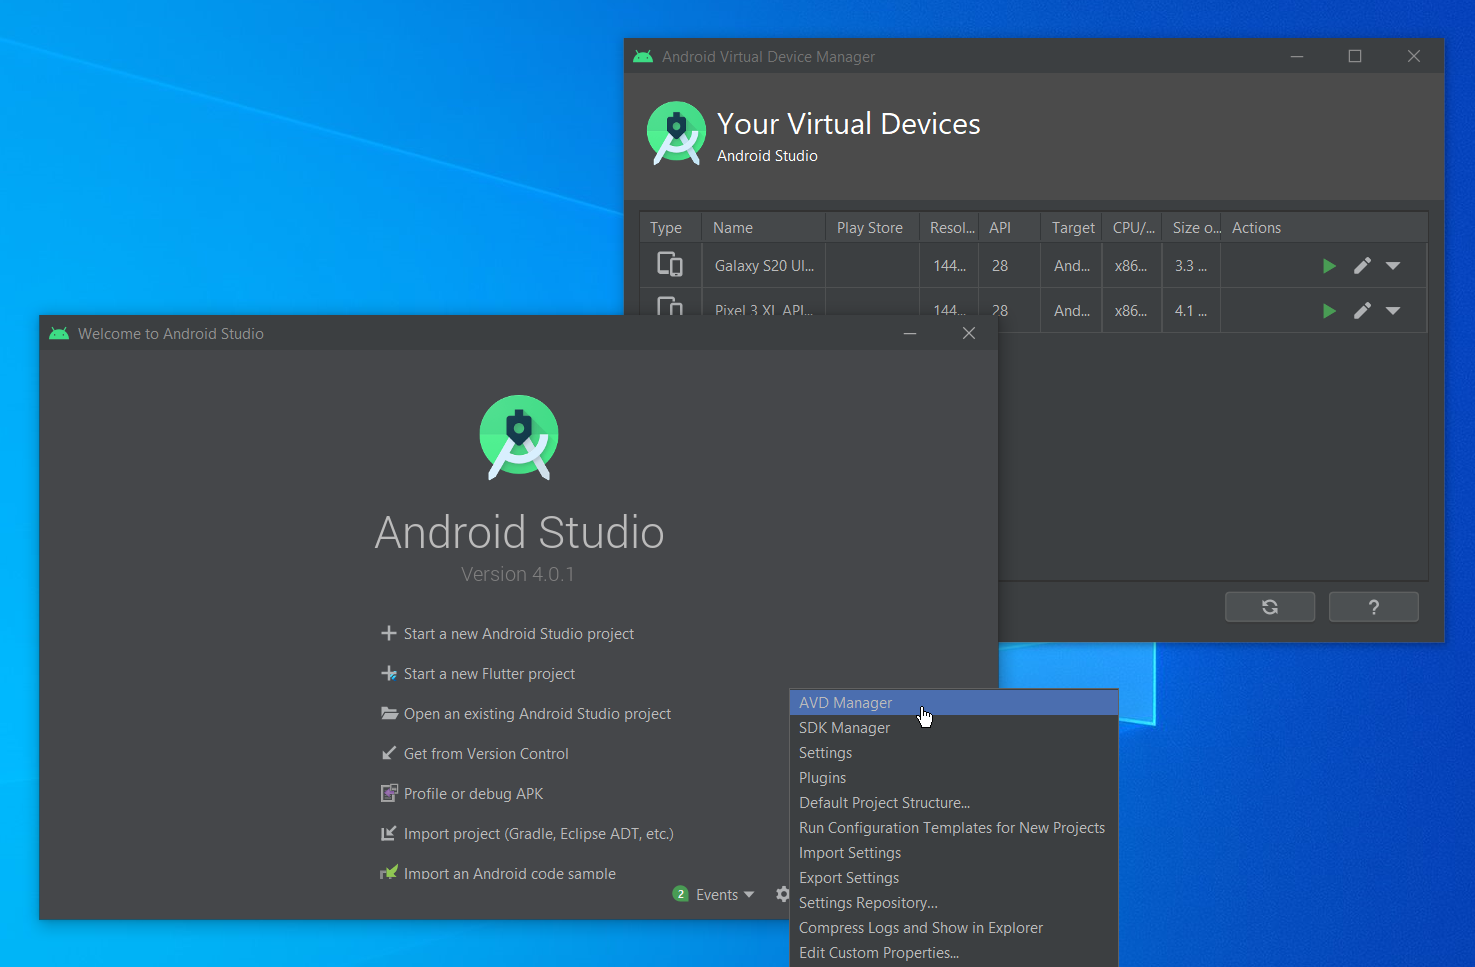 Android Virtual Device Manager
Your Virtual Devices
Android Studio
Type Name Play Store Resol... API Target CPU/... Size o... Actions
Galaxy S20 Ul... 144... 28 And... x86... 3.3 ...
Pixel 3 XL API... 144... 28 And... x86... 4.1 ...
?
Welcome to Android Studio
Android Studio
Version 4.0.1
Start a new Android Studio project
Start a new Flutter project
Open an existing Android Studio project
Get from Version Control
Profile or debug APK
Import project (Gradle, Eclipse ADT, etc.)
Import an Android code sample
2 Events
AVD Manager
SDK Manager
Settings
Plugins
Default Project Structure...
Run Configuration Templates for New Projects
Import Settings
Export Settings
Settings Repository...
Compress Logs and Show in Explorer
Edit Custom Properties...